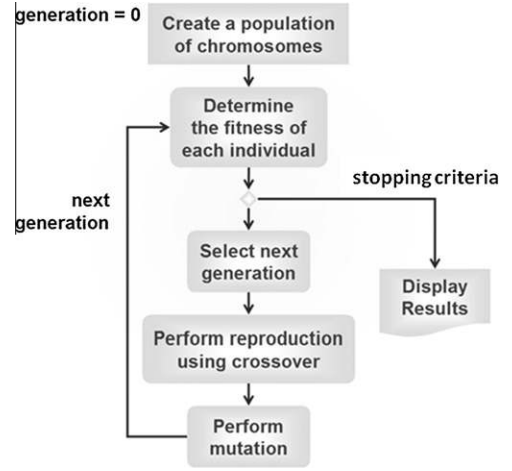 generation = 0
Create a population
of chromosomes
Determine
the fitness of
each individual
stopping criteria
next
generation
Select next
generation
Display
Results
Perform reproduction
using crossover
Perform
mutation